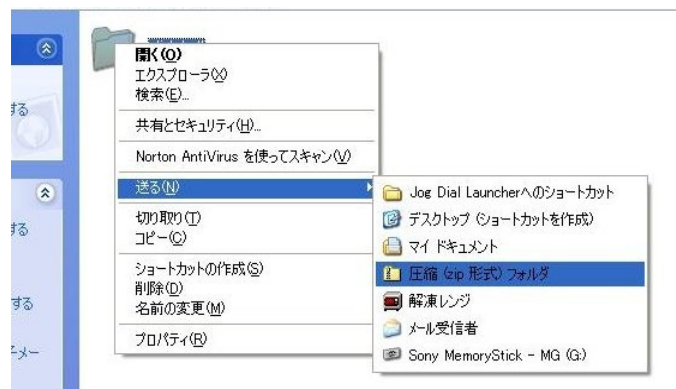 開く(O)
エクスプローラ(X)
検索(E)...
共有とセキュリティ(H)...
Norton AntiVirus を使ってスキャン(V)
送る(N)
切り取り(T)
コピー(C)
ショートカットの作成(S)
削除(D)
名前の変更(M)
プロパティ(R)
Jog Dial Launcherへのショートカット
デスクトップ (ショートカットを作成)
マイ ドキュメント
圧縮 (zip 形式) フォルダ
解凍レンジ
メール受信者
Sony MemoryStick - MG (G:)
する
する
する